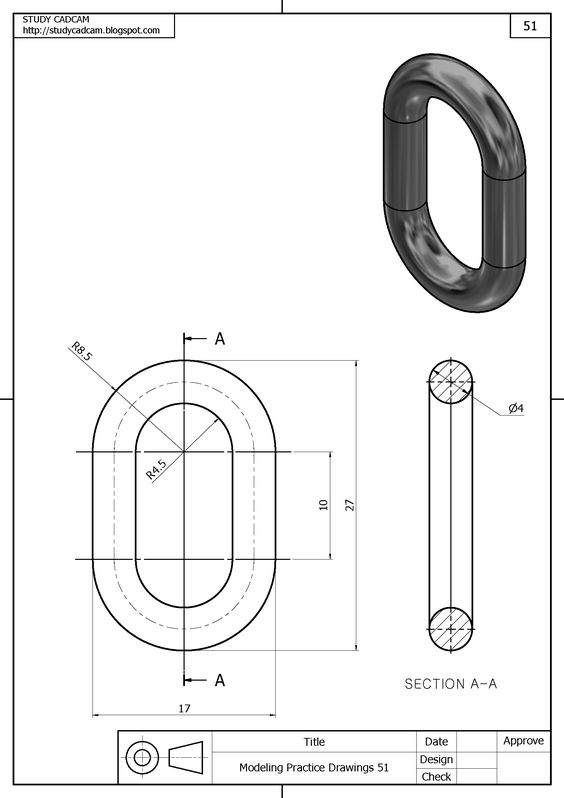 STUDY CADCAM
http://studycadcam.blogspot.com
51
A
R8.5
Ø4
R4.5
10
27
A
SECTION A-A
17
Title
Date
Approve
Modeling Practice Drawings 51
Design
Check